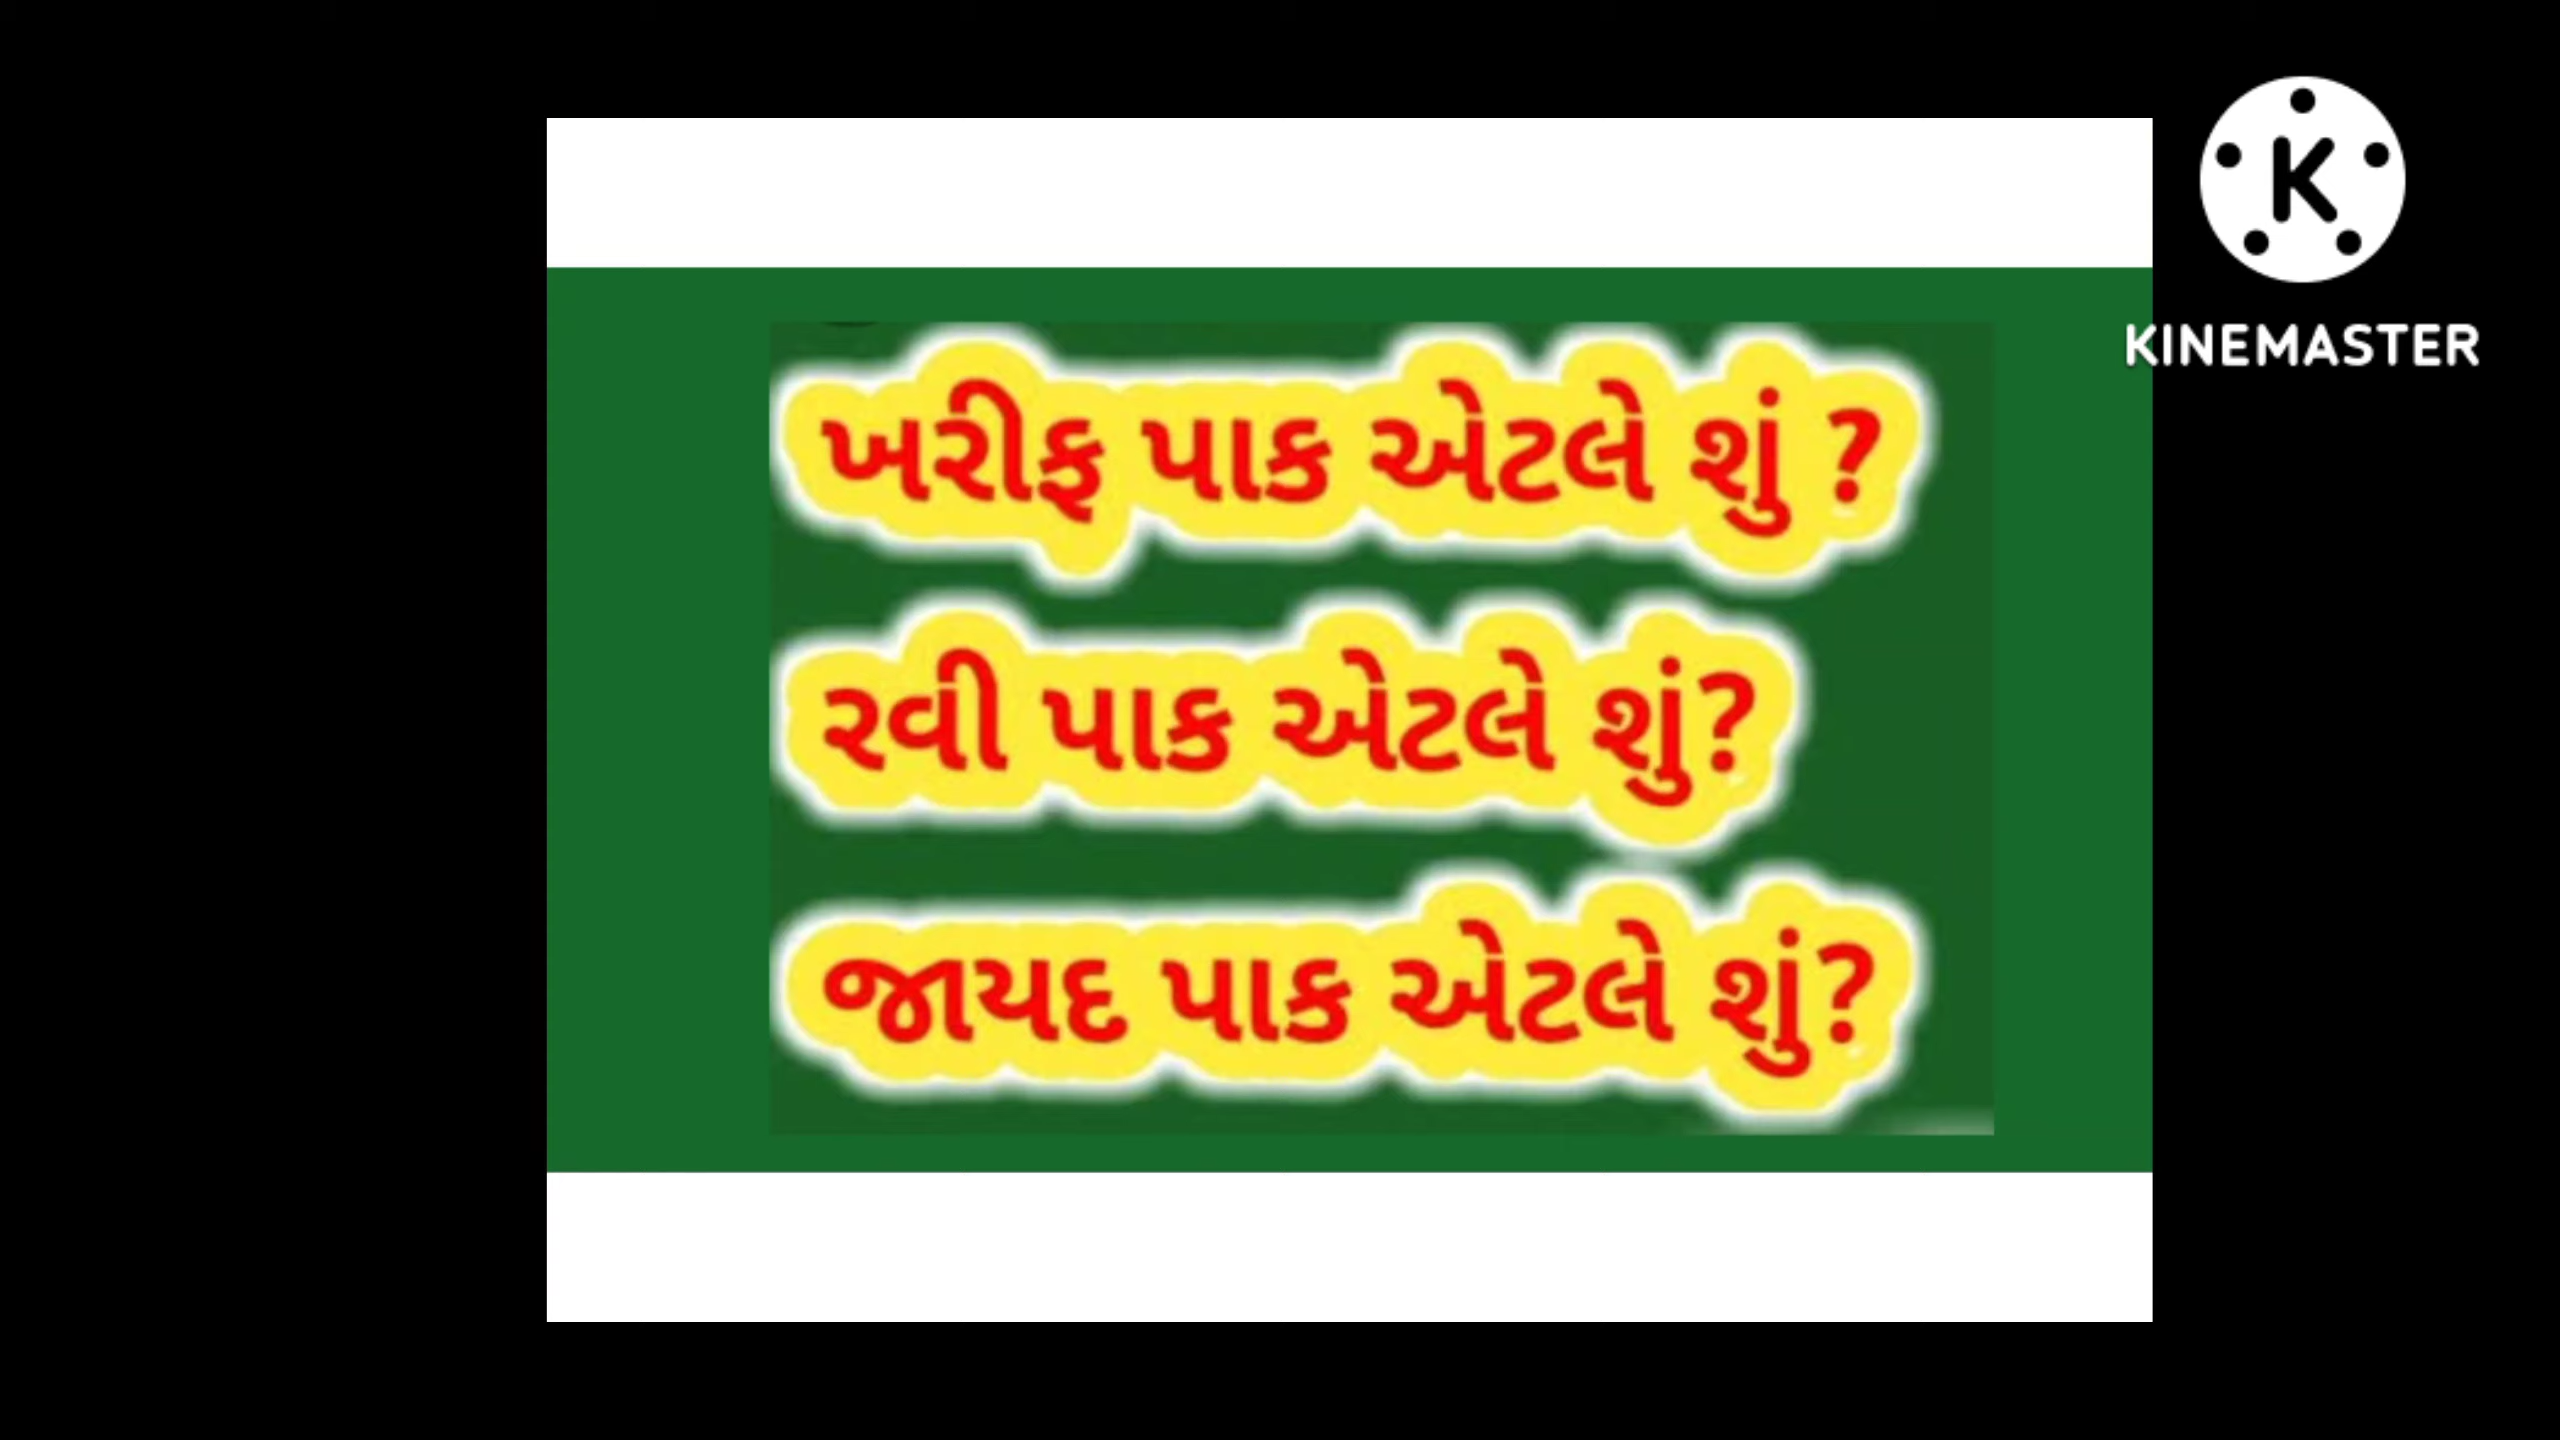 ખરીફ પાક એટલે શું ?
રવી પાક એટલે શું?
જાયદ પાક એટલે શું?
K
KINEMASTER